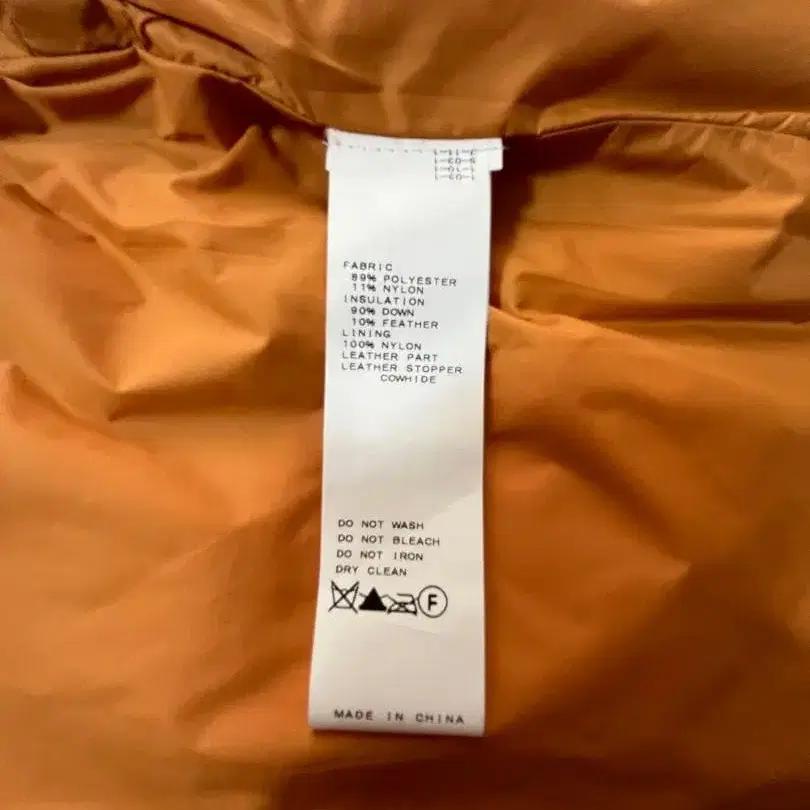 FABRIC
89% POLYESTER
11% NYLON
INSULATION
90% DOWN
10% FEATHER
LINING
100% NYLON
LEATHER PART
LEATHER STOPPER
COWHIDE
DO NOT WASH
DO NOT BLEACH
DO NOT IRON
DRY CLEAN
F
MADE IN CHINA